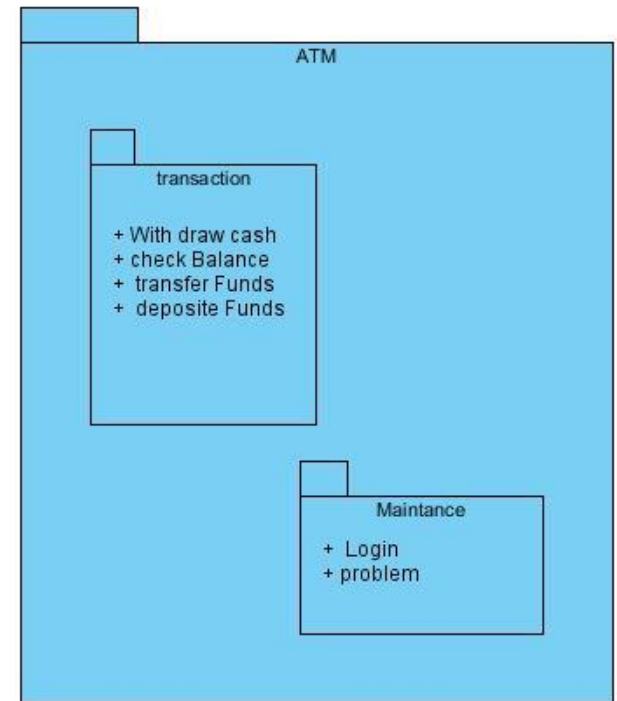 ATM
transaction
+ With draw cash
+ check Balance
+ transfer Funds
+ deposite Funds
Maintance
+ Login
+ problem